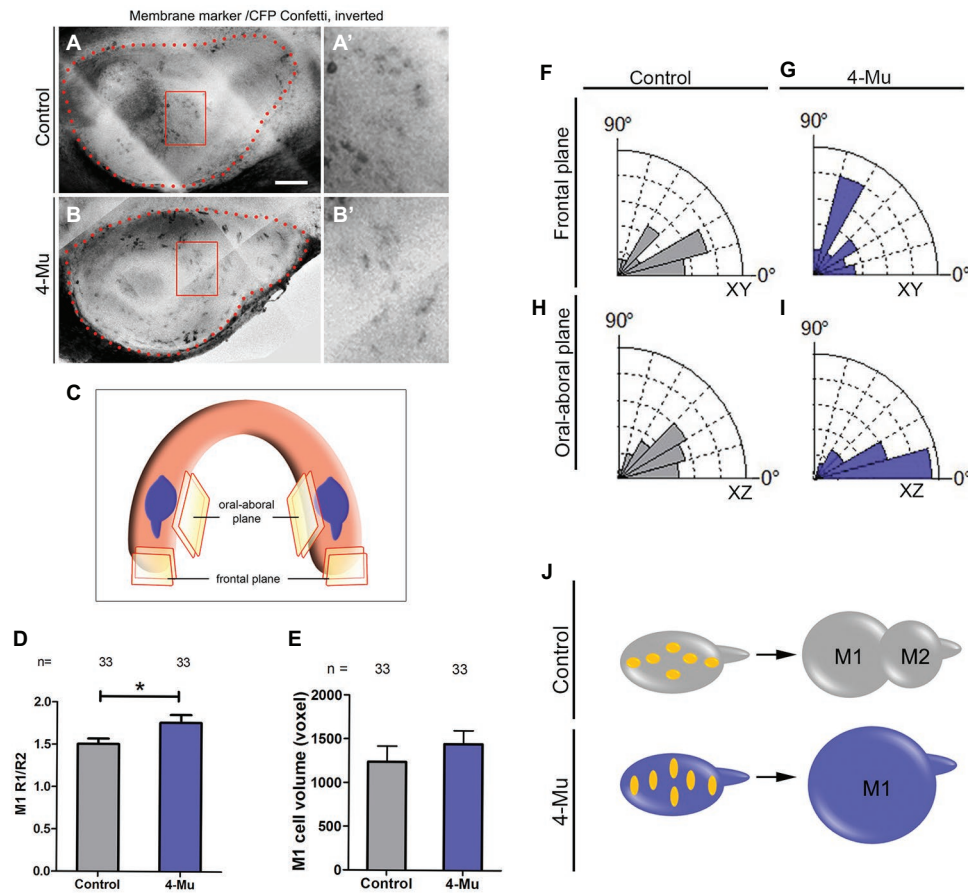 Membrane marker /CFP Confetti, inverted
A
A'
Control
B
B'
4-Mu
C
oral-aboral
plane
frontal plane
D
n=
33
33
*
M1 R1/R2
2.0
1.5
1.0
0.5
0.0
Control
4-Mu
E
n =
33
33
M1 cell volume (voxel)
2000
1500
1000
500
0
Control
4-Mu
F
Control
G
4-Mu
Frontal plane
90°
0°
XY
90°
0°
XY
H
I
Oral-aboral plane
90°
0°
XZ
90°
0°
XZ
J
Control
M1
M2
4-Mu
M1